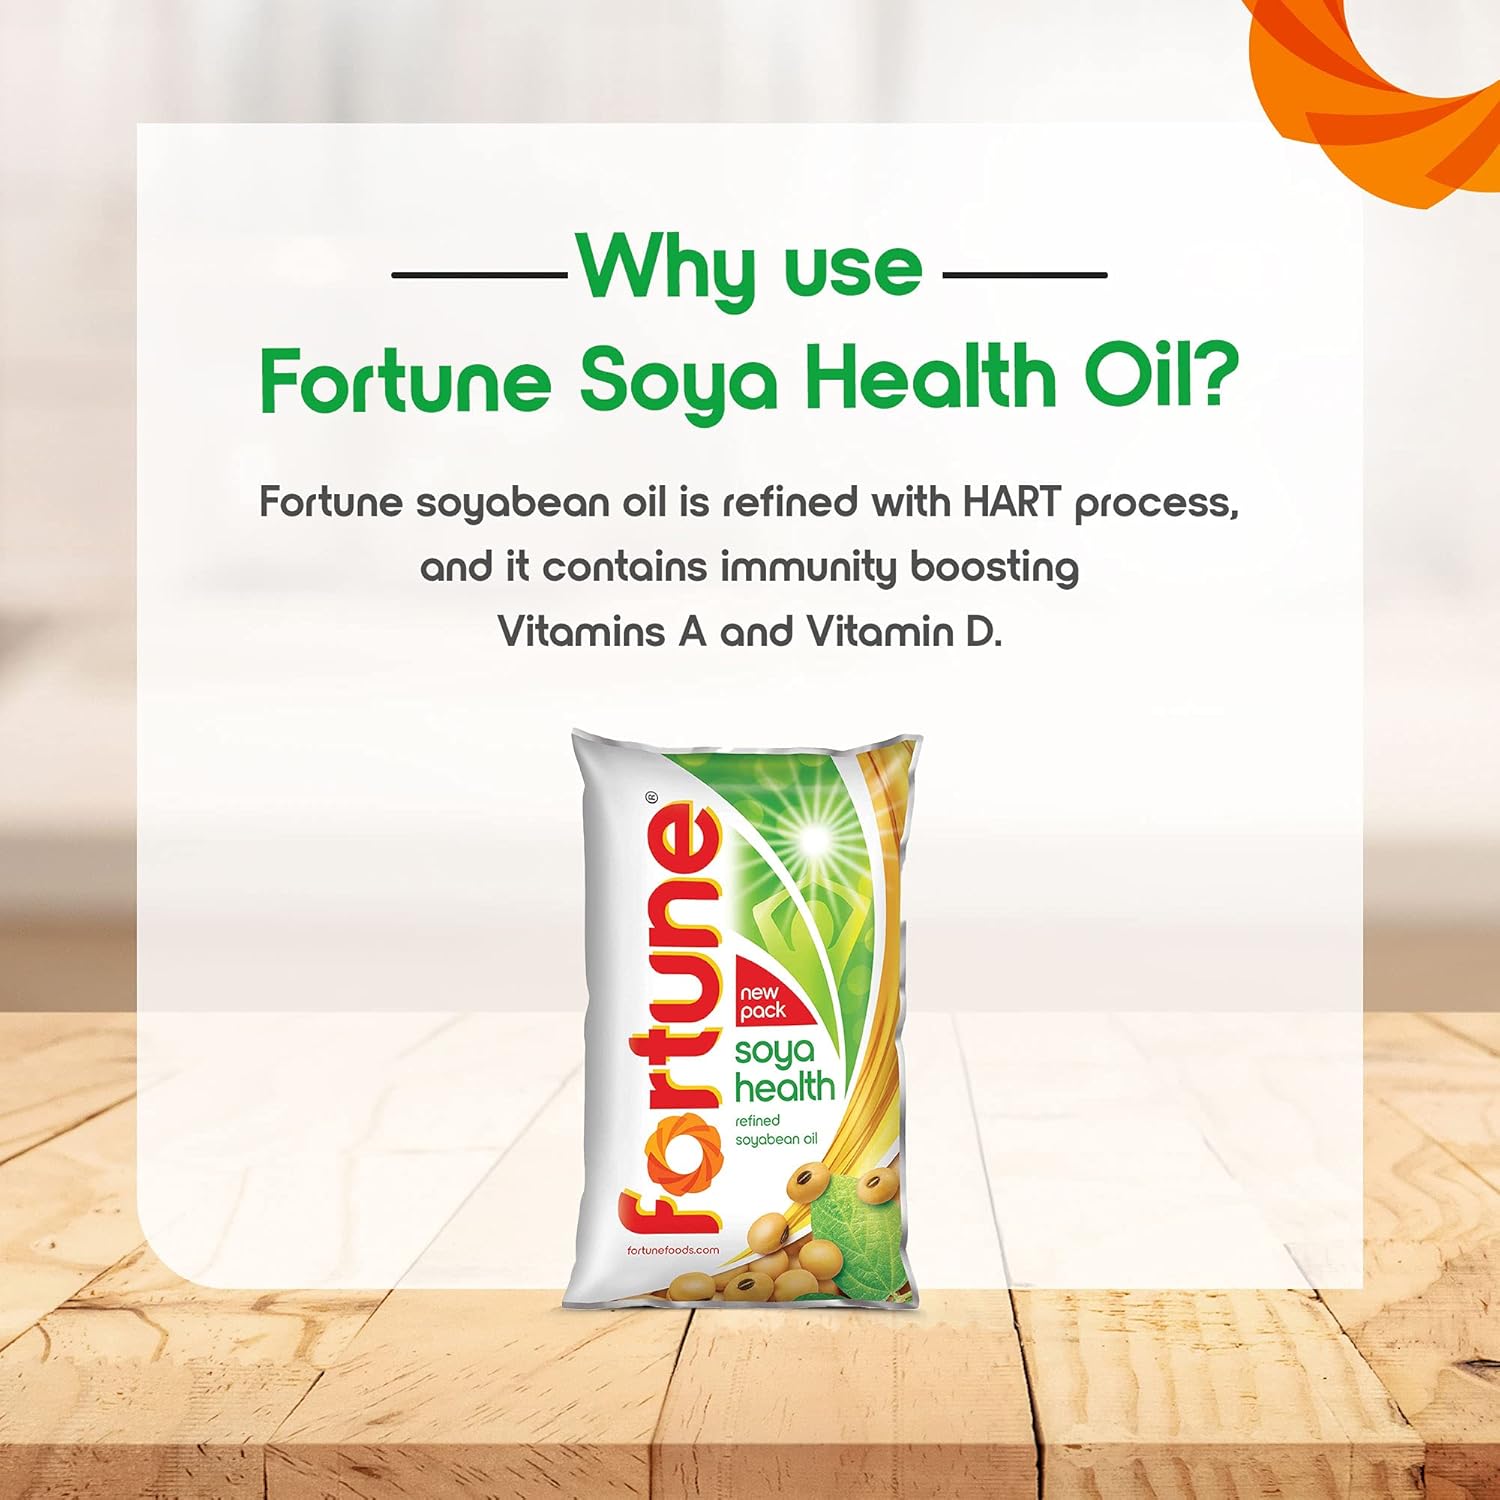 Why use
Fortune Soya Health Oil?
Fortune soyabean oil is refined with HART process,
and it contains immunity boosting
Vitamins A and Vitamin D.
fortune®
new
pack
soya
health
refined
soyabean oil
fortunefoods.com